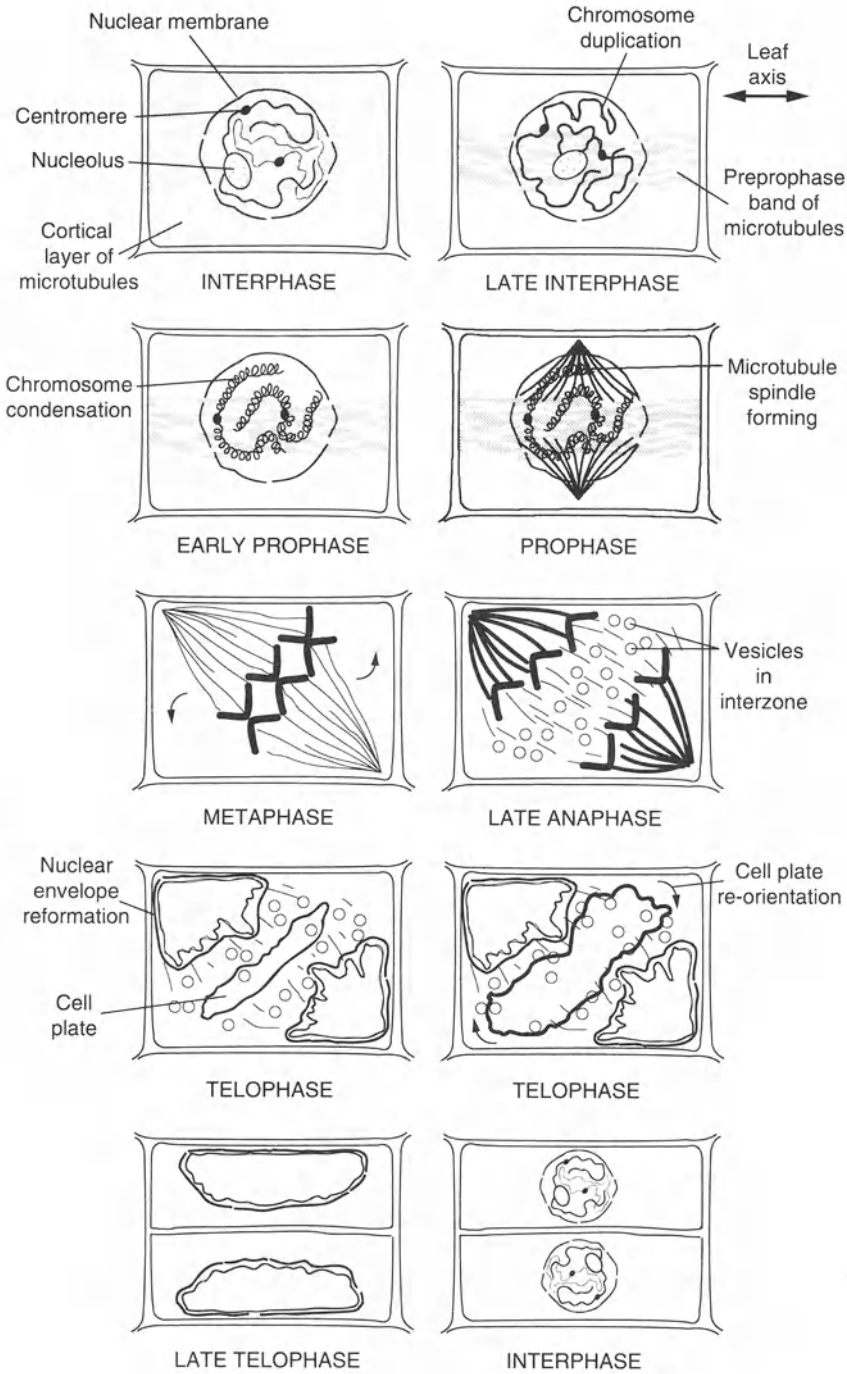 Nuclear membrane
Chromosome
duplication
Leaf
axis
Centromere
Nucleolus
Cortical
layer of
microtubules
Preprophase
band of
microtubules
INTERPHASE
LATE INTERPHASE
Chromosome
condensation
Microtubule
spindle
forming
EARLY PROPHASE
PROPHASE
Vesicles
in
interzone
METAPHASE
LATE ANAPHASE
Nuclear
envelope
reformation
Cell plate
re-orientation
Cell
plate
TELOPHASE
TELOPHASE
LATE TELOPHASE
INTERPHASE